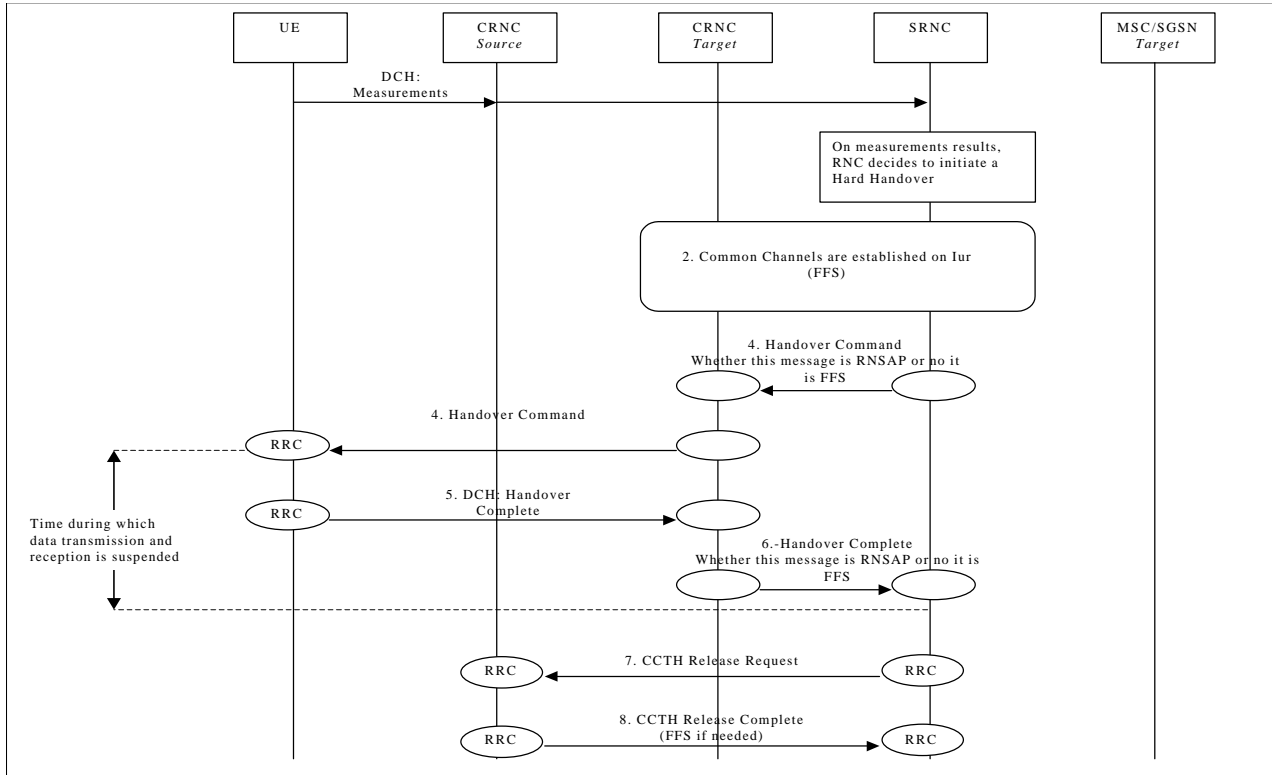 UE
CRNC
Source
CRNC
Target
SRNC
MSC/SGSN
Target
DCH:
Measurements
On measurements results,
RNC decides to initiate a
Hard Handover
2. Common Channels are established on Iur
(FFS)
4. Handover Command
Whether this message is RNSAP or no it
is FFS
4. Handover Command
RRC
5. DCH: Handover
Complete
RRC
Time during which
data transmission and
reception is suspended
6.-Handover Complete
Whether this message is RNSAP or no it is
FFS
7. CCTH Release Request
RRC
RRC
8. CCTH Release Complete
(FFS if needed)
RRC
RRC